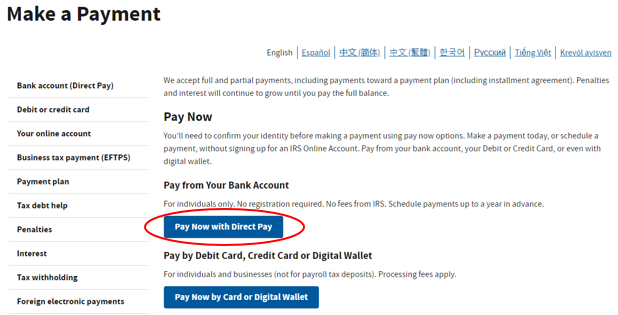 Make a Payment
English | Español | 中文 (简体) | 中文 (繁體) | 한국어 | Русский | Tiếng Việt | Kreyòl ayisyen
Bank account (Direct Pay)
Debit or credit card
Your online account
Business tax payment (EFTPS)
Payment plan
Tax debt help
Penalties
Interest
Tax withholding
Foreign electronic payments
We accept full and partial payments, including payments toward a payment plan (including installment agreement). Penalties
and interest will continue to grow until you pay the full balance.
Pay Now
You'll need to confirm your identity before making a payment using pay now options. Make a payment today, or schedule a
payment, without signing up for an IRS Online Account. Pay from your bank account, your Debit or Credit Card, or even with
digital wallet.
Pay from Your Bank Account
For individuals only. No registration required. No fees from IRS. Schedule payments up to a year in advance.
Pay Now with Direct Pay
Pay by Debit Card, Credit Card or Digital Wallet
For individuals and businesses (not for payroll tax deposits). Processing fees apply.
Pay Now by Card or Digital Wallet